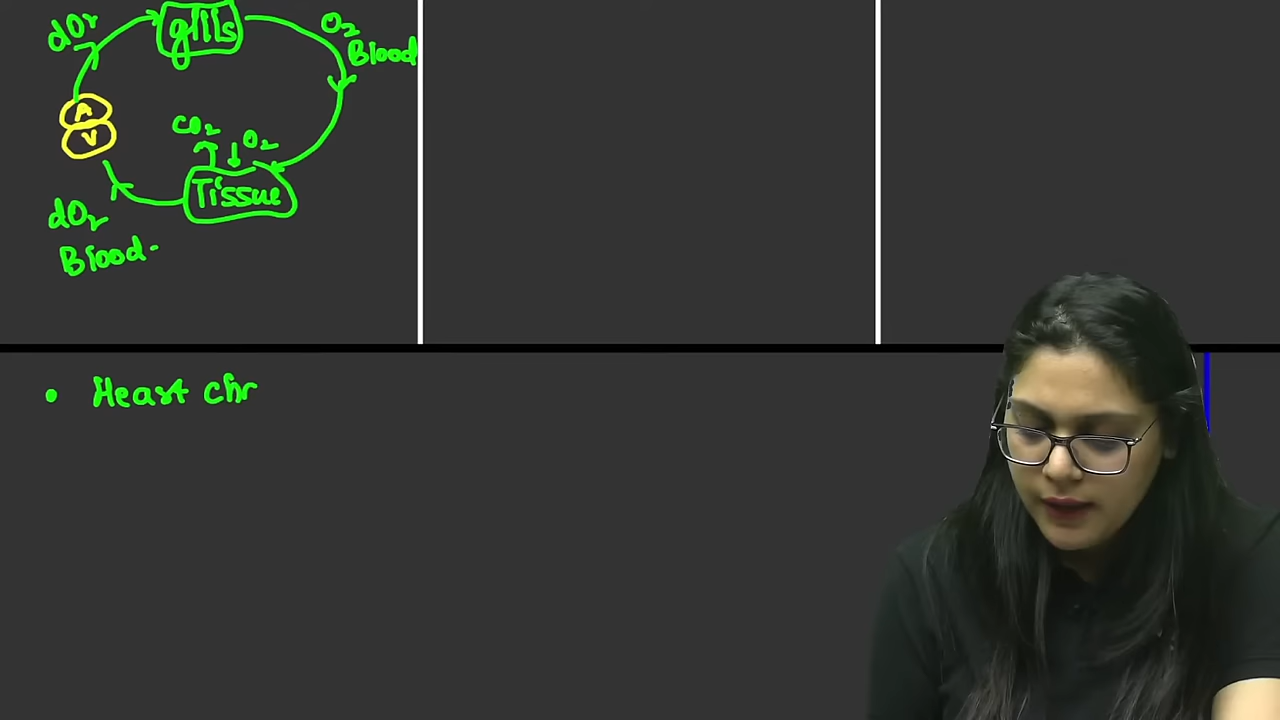 dO2
gills
O2
Blood
A
V
CO2
O2
Tissue
dO2
Blood
• Heart Chr